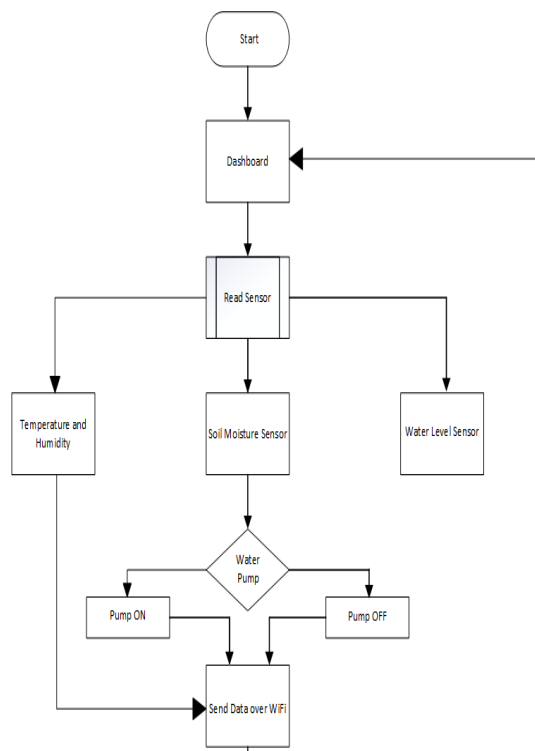 Start
Dashboard
Read Sensor
Temperature and
Humidity
Soil Moisture Sensor
Water Level Sensor
Water
Pump
Pump ON
Pump OFF
Send Data over WiFi